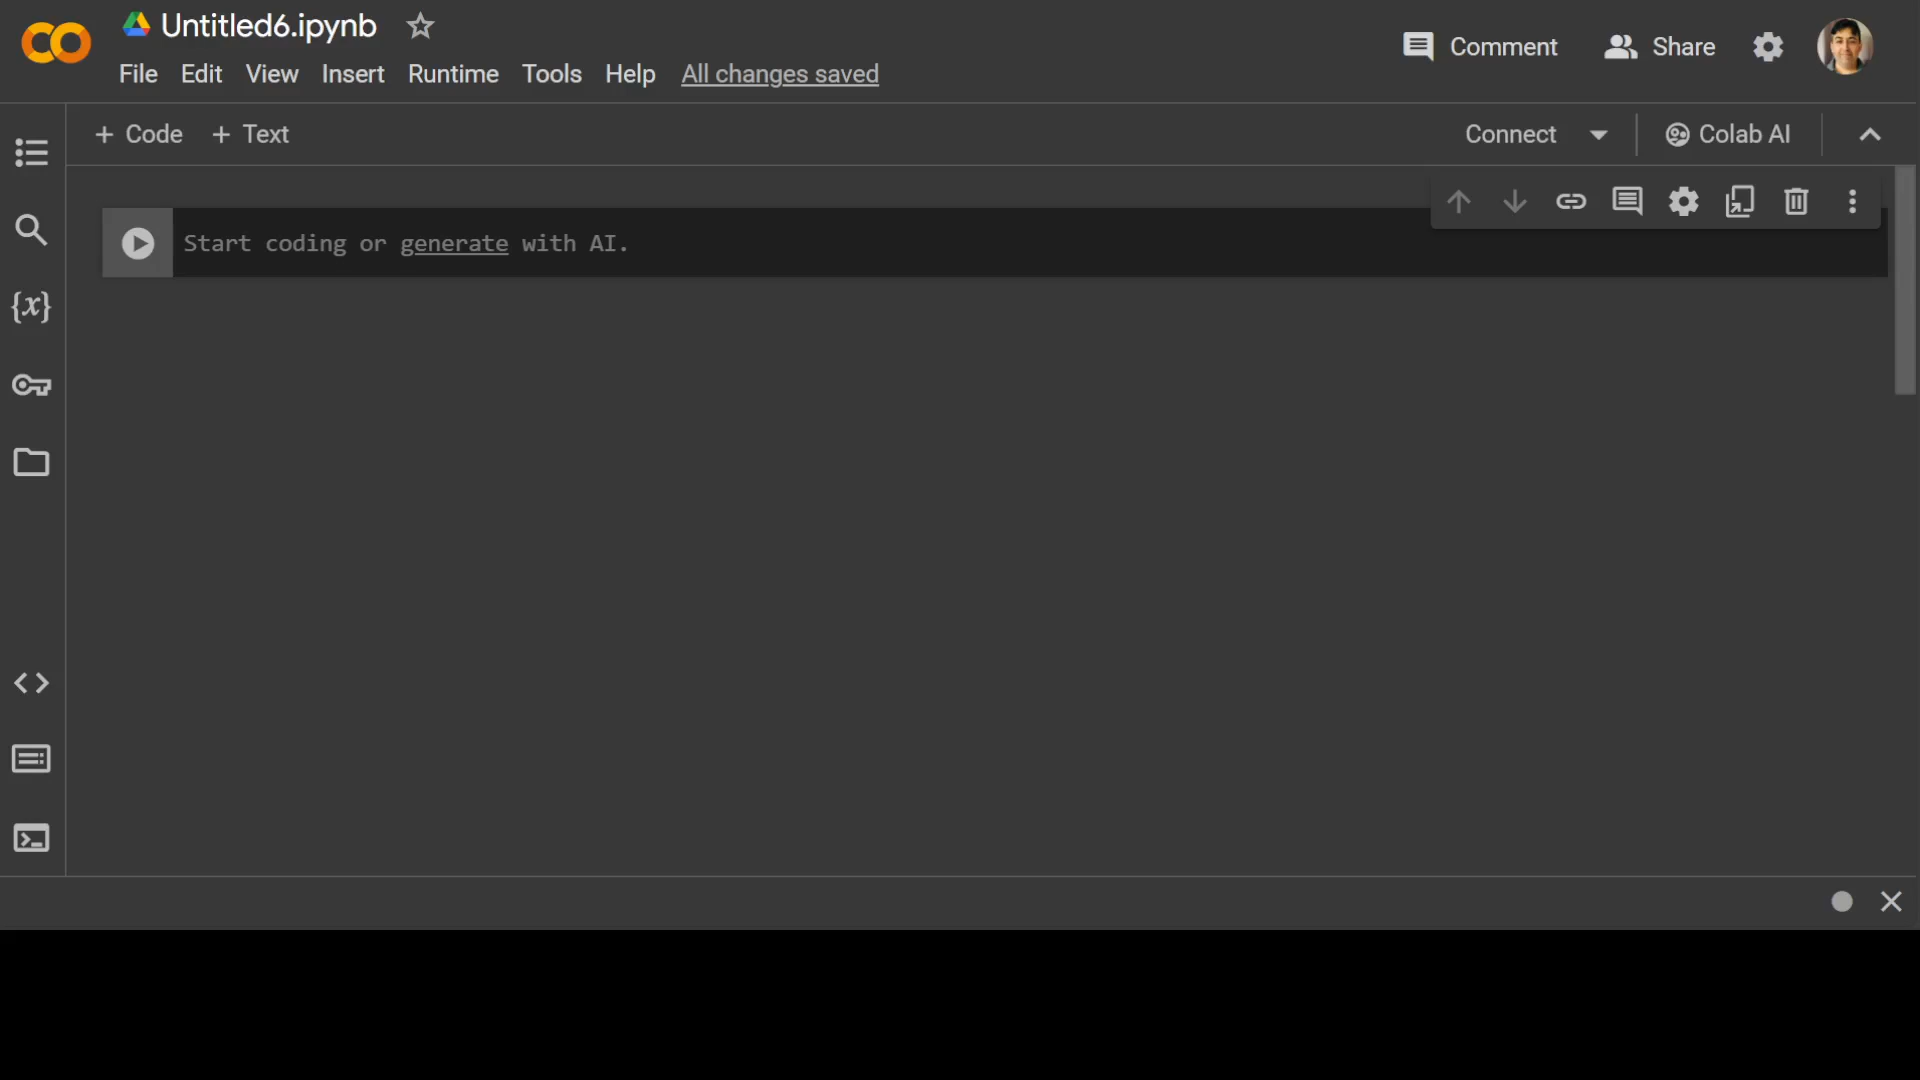 Untitled6.ipynb
File Edit View Insert Runtime Tools Help All changes saved
Comment Share
+ Code + Text
Connect Colab AI
{x}
Start coding or generate with AI.